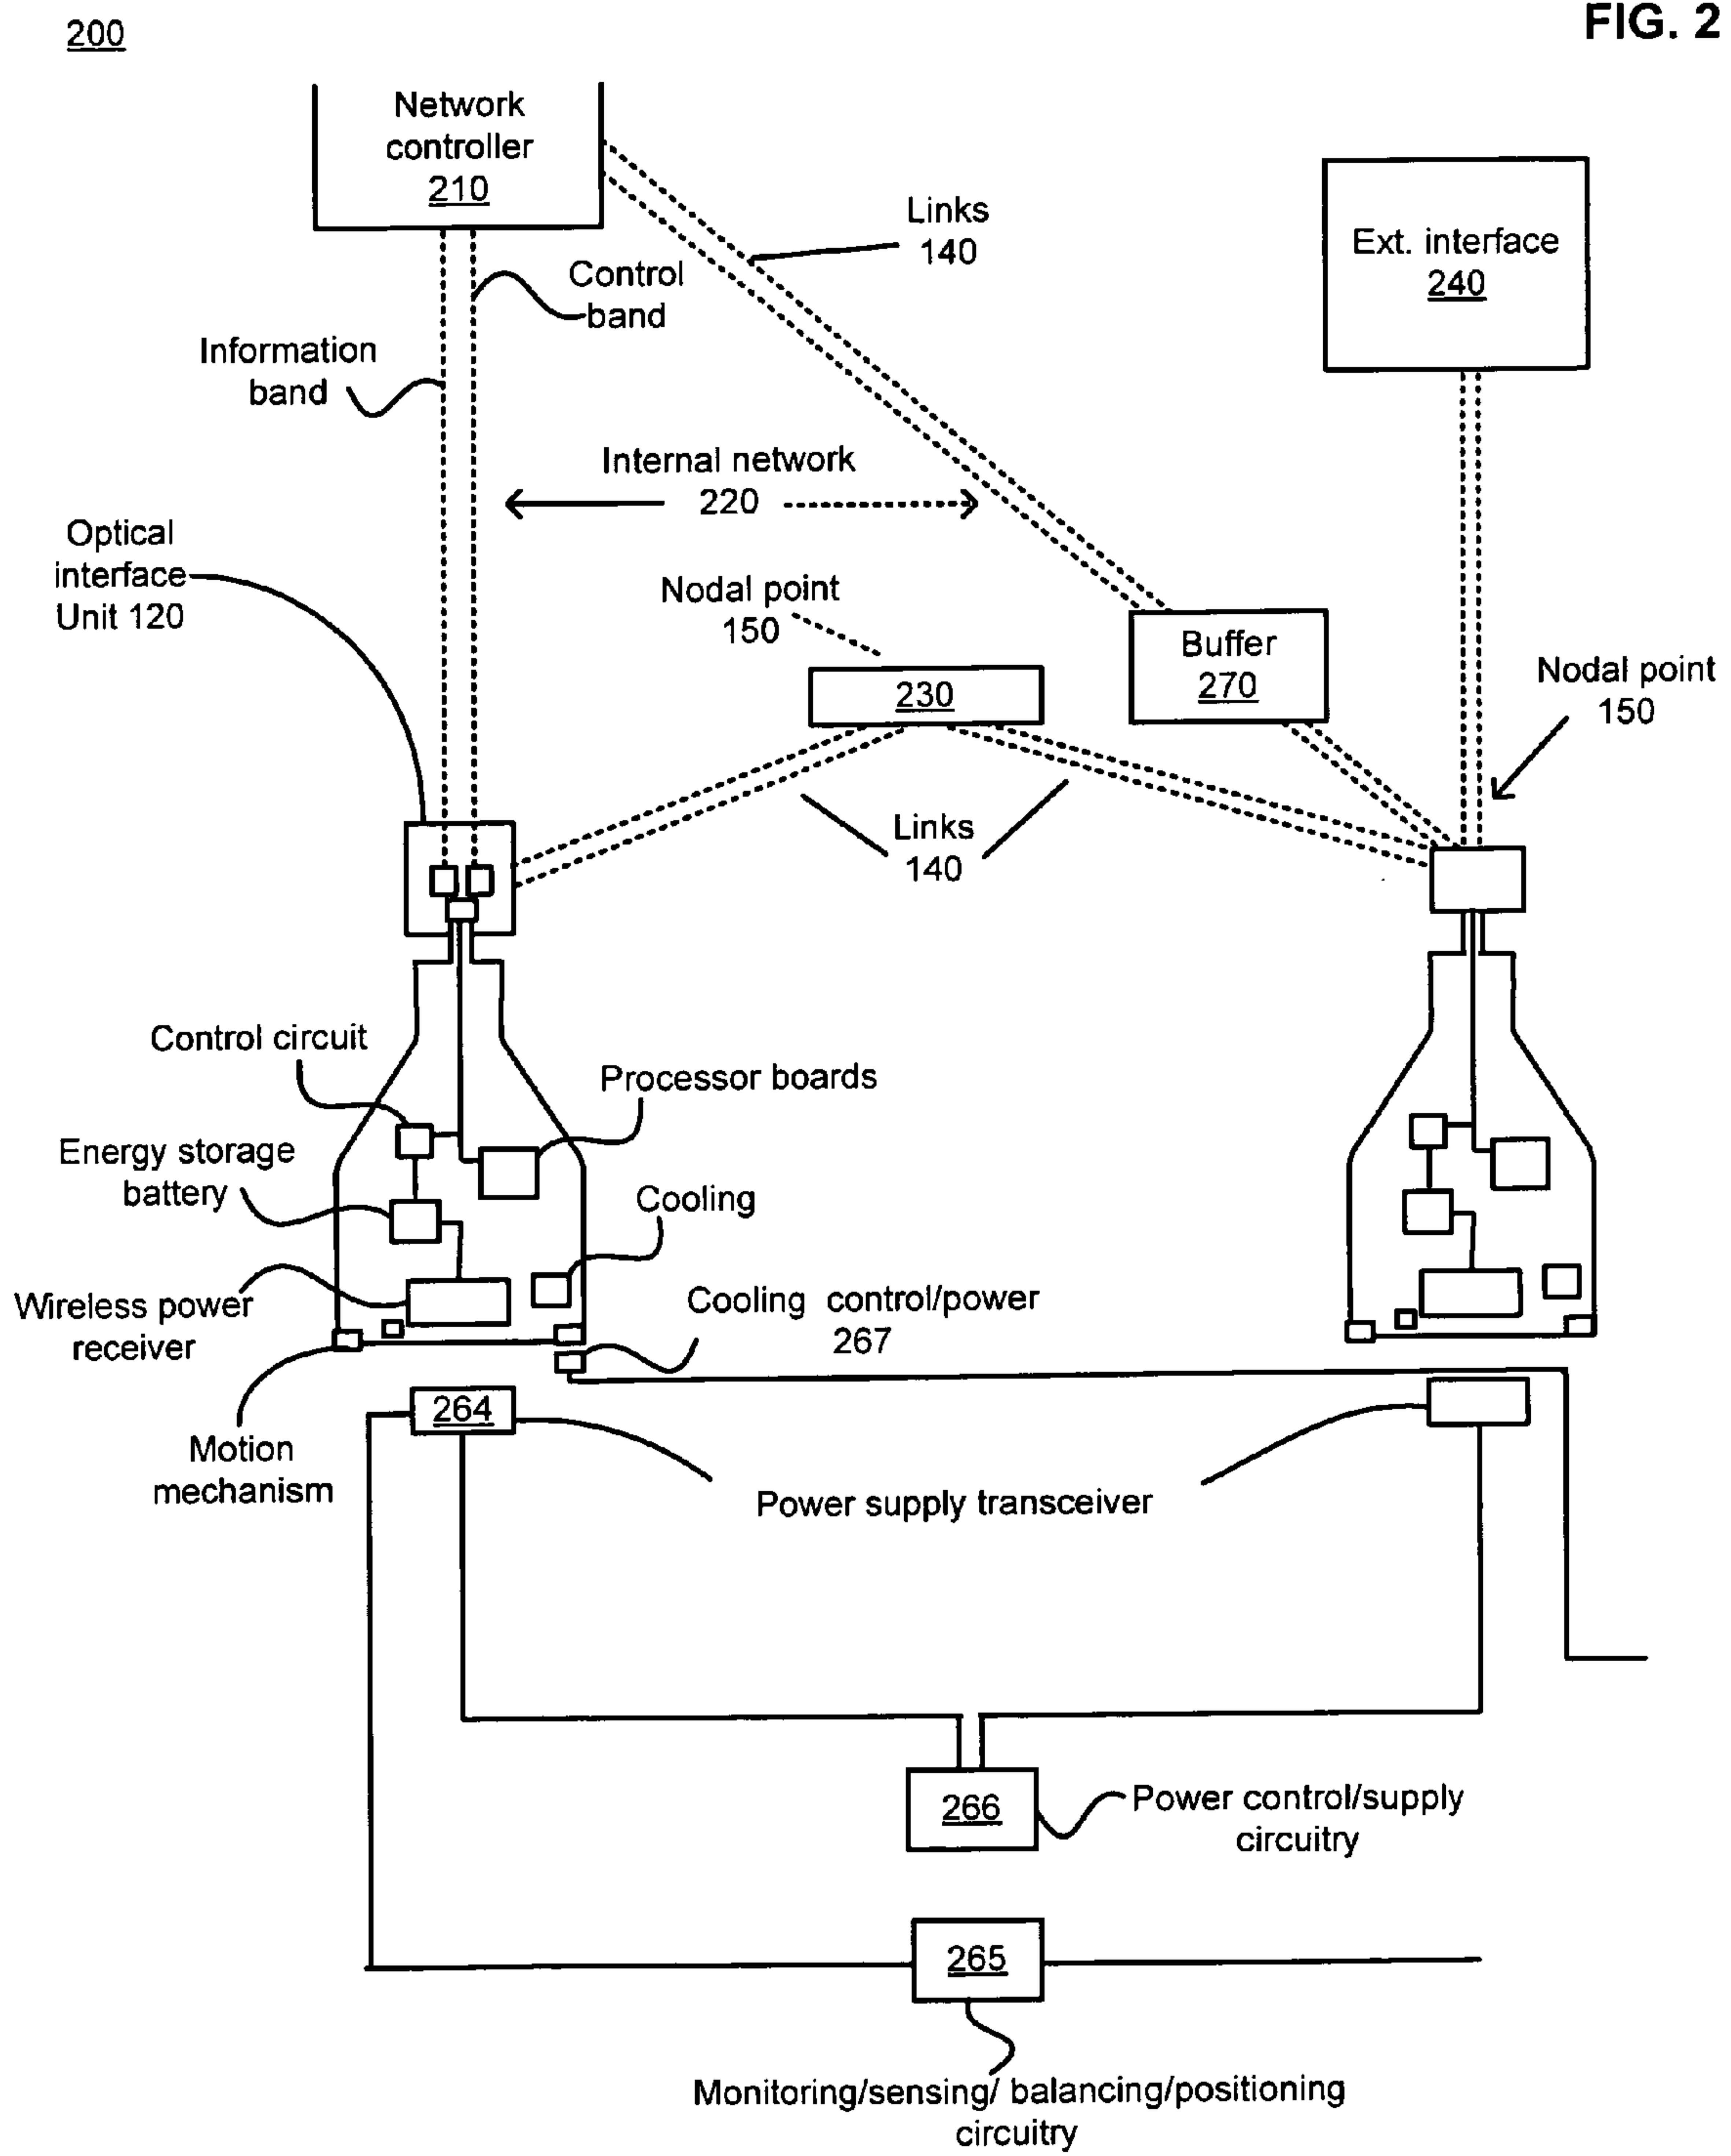 200
FIG. 2
Network
controller
210
Links
140
Ext. interface
240
Control
band
Information
band
Internal network
220
Optical
interface
Unit 120
Nodal point
150
Buffer
270
230
Nodal point
150
Links
140
Control circuit
Processor boards
Energy storage
battery
Cooling
Wireless power
receiver
Cooling control/power
267
264
Motion
mechanism
Power supply transceiver
266
Power control/supply
circuitry
265
Monitoring/sensing/ balancing/positioning
circuitry